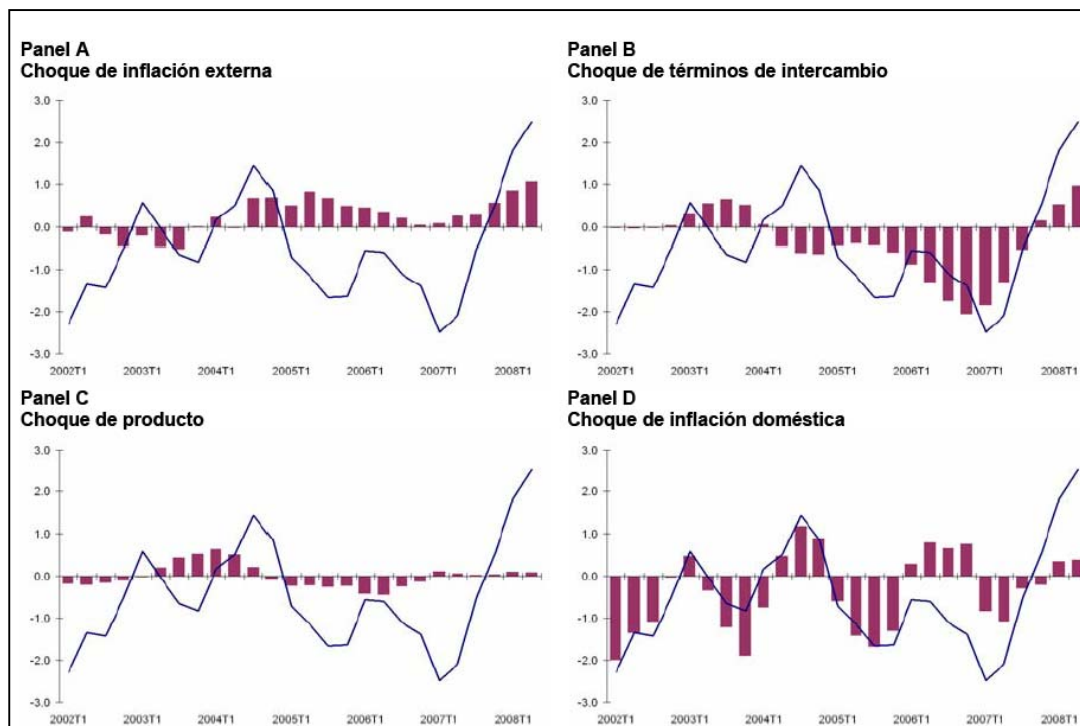 Panel A
Choque de inflación externa
3.0
2.0
1.0
0.0
-1.0
-2.0
-3.0
2002T1 2003T1 2004T1 2005T1 2006T1 2007T1 2008T1
Panel B
Choque de términos de intercambio
3.0
2.0
1.0
0.0
-1.0
-2.0
-3.0
2002T1 2003T1 2004T1 2005T1 2006T1 2007T1 2008T1
Panel C
Choque de producto
3.0
2.0
1.0
0.0
-1.0
-2.0
-3.0
2002T1 2003T1 2004T1 2005T1 2006T1 2007T1 2008T1
Panel D
Choque de inflación doméstica
3.0
2.0
1.0
0.0
-1.0
-2.0
-3.0
2002T1 2003T1 2004T1 2005T1 2006T1 2007T1 2008T1